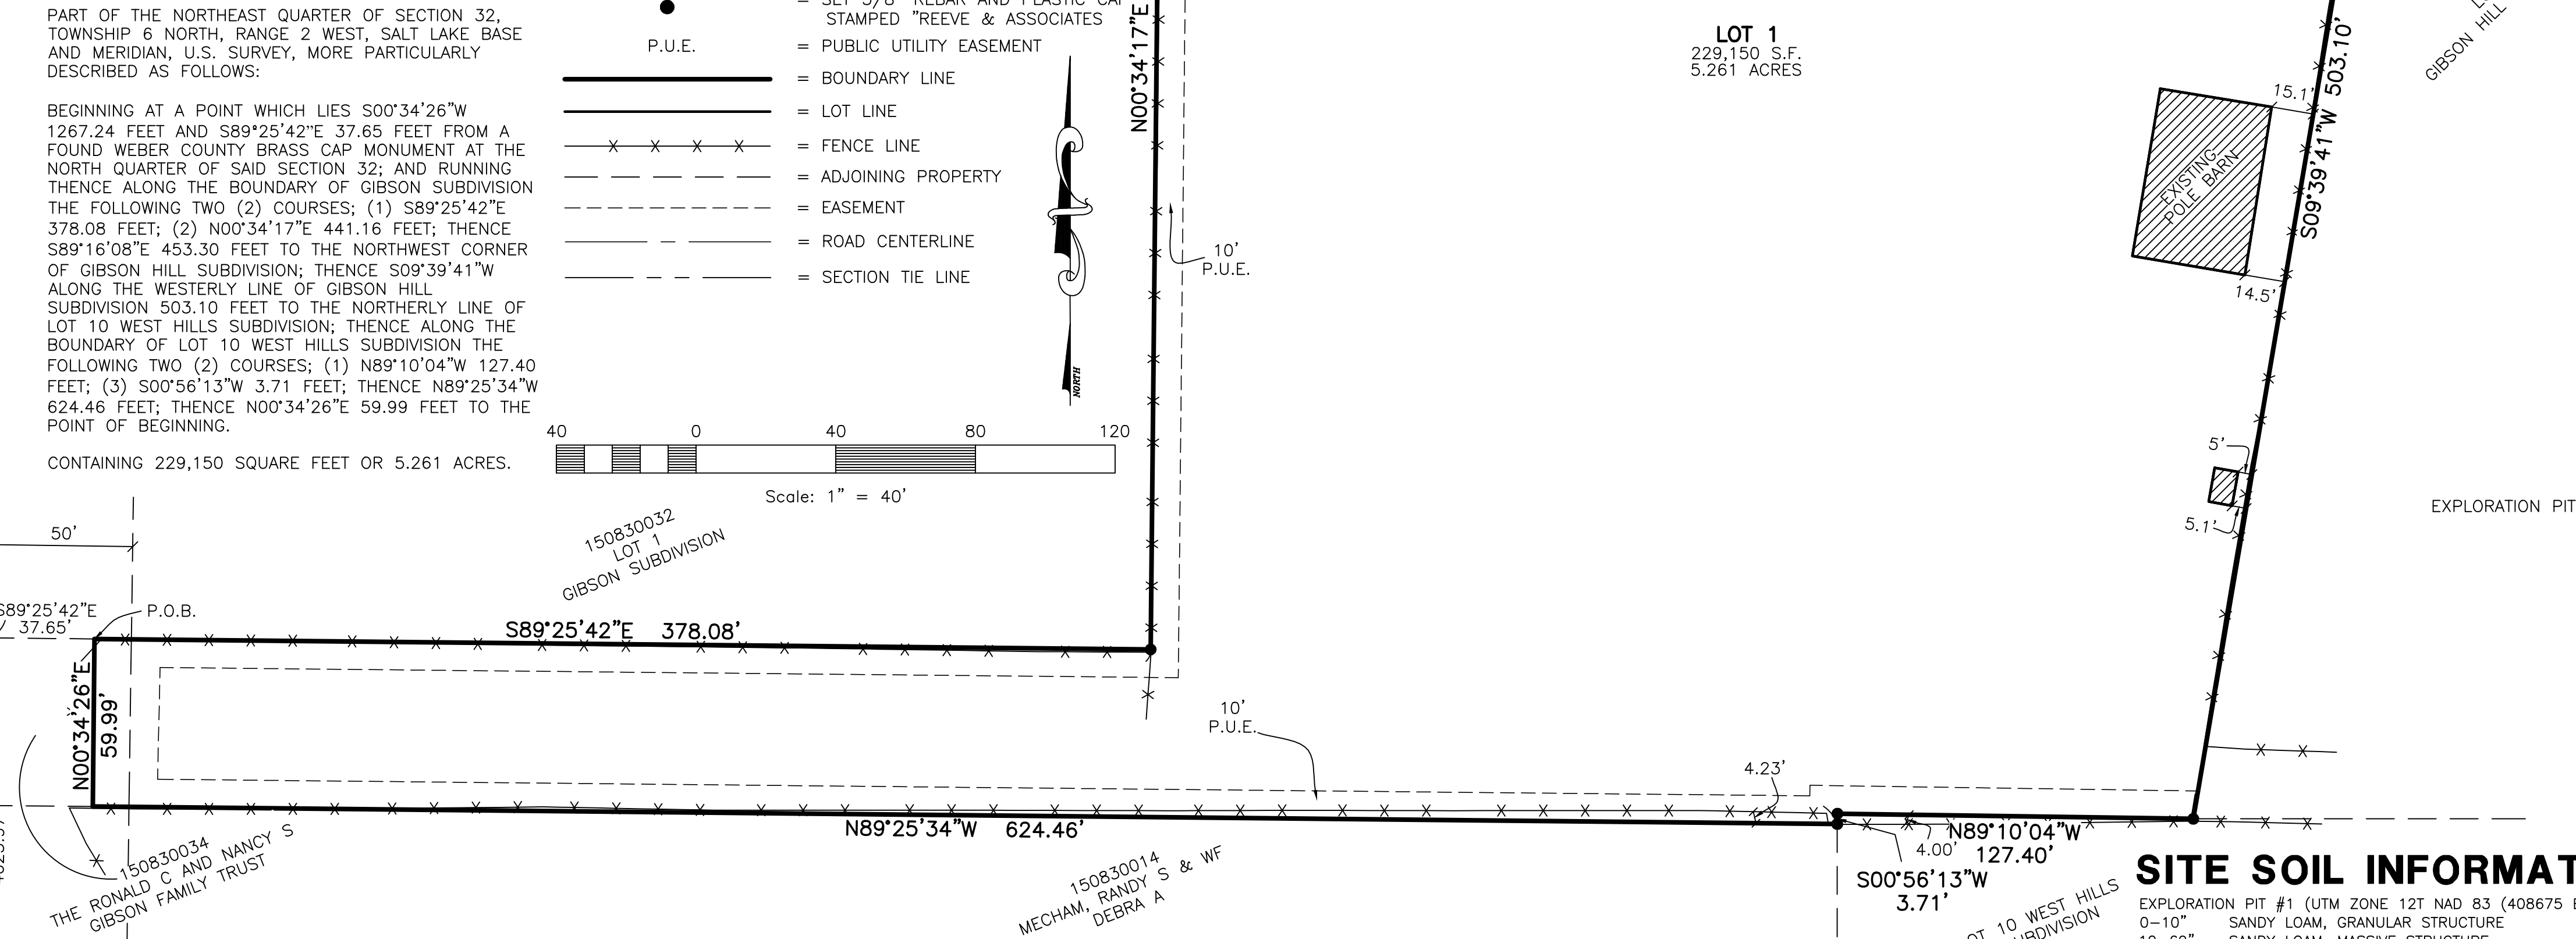 PART OF THE NORTHEAST QUARTER OF SECTION 32,
TOWNSHIP 6 NORTH, RANGE 2 WEST, SALT LAKE BASE
AND MERIDIAN, U.S. SURVEY, MORE PARTICULARLY
DESCRIBED AS FOLLOWS:
BEGINNING AT A POINT WHICH LIES S00°34'26"W
1267.24 FEET AND S89°25'42"E 37.65 FEET FROM A
FOUND WEBER COUNTY BRASS CAP MONUMENT AT THE
NORTH QUARTER OF SAID SECTION 32; AND RUNNING
THENCE ALONG THE BOUNDARY OF GIBSON SUBDIVISION
THE FOLLOWING TWO (2) COURSES; (1) S89°25'42"E
378.08 FEET; (2) N00°34'17"E 441.16 FEET; THENCE
S89°16'08"E 453.30 FEET TO THE NORTHWEST CORNER
OF GIBSON HILL SUBDIVISION; THENCE S09°39'41"W
ALONG THE WESTERLY LINE OF GIBSON HILL
SUBDIVISION 503.10 FEET TO THE NORTHERLY LINE OF
LOT 10 WEST HILLS SUBDIVISION; THENCE ALONG THE
BOUNDARY OF LOT 10 WEST HILLS SUBDIVISION THE
FOLLOWING TWO (2) COURSES; (1) N89°10'04"W 127.40
FEET; (3) S00°56'13"W 3.71 FEET; THENCE N89°25'34"W
624.46 FEET; THENCE N00°34'26"E 59.99 FEET TO THE
POINT OF BEGINNING.
CONTAINING 229,150 SQUARE FEET OR 5.261 ACRES.
= SET 5/8" REBAR AND PLASTIC CAP
STAMPED "REEVE & ASSOCIATES
P.U.E. = PUBLIC UTILITY EASEMENT
= BOUNDARY LINE
= LOT LINE
= FENCE LINE
= ADJOINING PROPERTY
= EASEMENT
= ROAD CENTERLINE
= SECTION TIE LINE
NORTH
40 0 40 80 120
Scale: 1" = 40'
N00°34'17"E
10'
P.U.E.
LOT 1
229,150 S.F.
5.261 ACRES
GIBSON HILL
S09°39'41"W 503.10'
15.1'
EXISTING
POLE BARN
14.5'
5'
5.1'
EXPLORATION PIT
50'
150830032
LOT 1
GIBSON SUBDIVISION
S89°25'42"E
37.65'
P.O.B.
S89°25'42"E 378.08'
N00°34'26"E
59.99'
10'
P.U.E.
4.23'
N89°25'34"W 624.46'
N89°10'04"W
127.40'
4.00'
S00°56'13"W
3.71'
150830034
THE RONALD C AND NANCY S
GIBSON FAMILY TRUST
150830014
MECHAM, RANDY S & WF
DEBRA A
10 WEST HILLS
SITE SOIL INFORMAT
EXPLORATION PIT #1 (UTM ZONE 12T NAD 83 (408675 E
0-10" SANDY LOAM, GRANULAR STRUCTURE